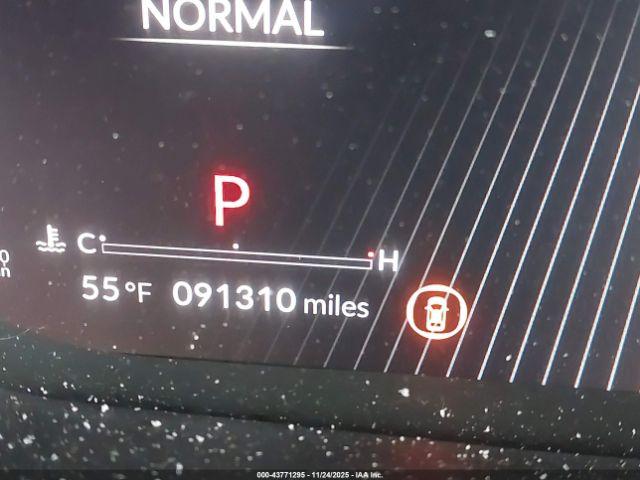 NORMAL
P
C H
55°F 091310 miles
000-43771295 - 11/24/2025 - IAA Inc.